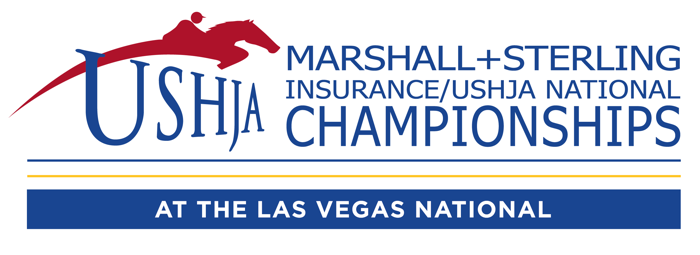 USHJA
MARSHALL+STERLING
INSURANCE/USHJA NATIONAL
CHAMPIONSHIPS
AT THE LAS VEGAS NATIONAL